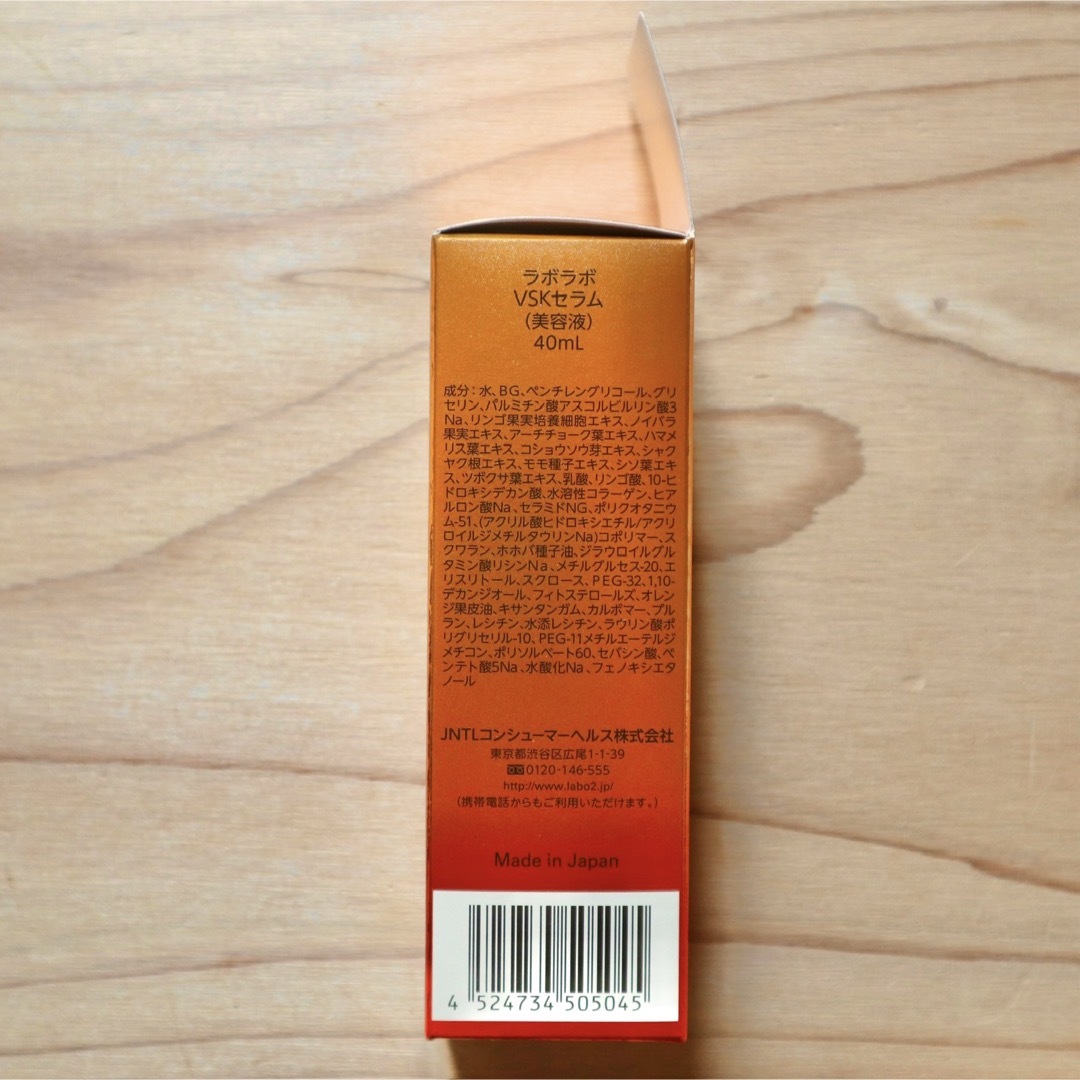 ラボラボ
VSKセラム
(美容液)
40mL
成分：水、BG、ペンチレングリコール、グリ
セリン、パルミチン酸アスコルビルリン酸3
Na、リンゴ果実培養細胞エキス、ノイバラ
果実エキス、アーチチョーク葉エキス、ハマメ
リス葉エキス、コショウソウ芽エキス、シャク
ヤク根エキス、モモ種子エキス、シソ葉エキ
ス、ツボクサ葉エキス、乳酸、リンゴ酸、10-ヒ
ドロキシデカン酸、水溶性コラーゲン、ヒア
ルロン酸Na、セラミドNG、ポリクオタニウ
ム-51、(アクリル酸ヒドロキシエチル/アクリ
ロイルジメチルタウリンNa)コポリマー、ス
クワラン、ホホバ種子油、ジラウロイルグル
タミン酸リシンNa、メチルグルセス-20、エ
リスリトール、スクロース、PEG-32、1,10-
デカンジオール、フィトステロールズ、オレン
ジ果皮油、キサンタンガム、カルボマー、プル
ラン、レシチン、水添レシチン、ラウリン酸ポ
リグリセリル-10、PEG-11メチルエーテルジ
メチコン、ポリソルベート60、セバシン酸、ペ
ンテト酸5Na、水酸化Na、フェノキシエタ
ノール
JNTLコンシューマーヘルス株式会社
東京都渋谷区広尾1-1-39
0120-146-555
http://www.labo2.jp/
(携帯電話からもご利用いただけます。)
Made in Japan
4 524734 505045